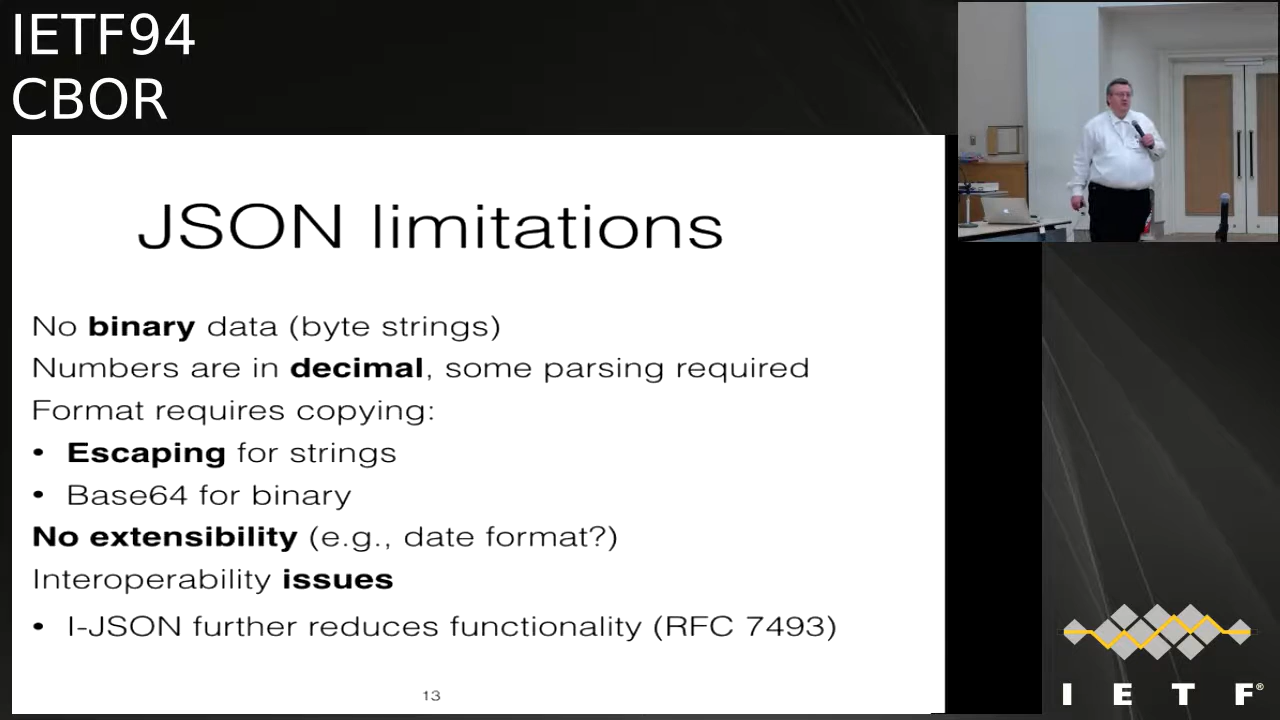 IETF94
CBOR
JSON limitations
No binary data (byte strings)
Numbers are in decimal, some parsing required
Format requires copying:
• Escaping for strings
• Base64 for binary
No extensibility (e.g., date format?)
Interoperability issues
• I-JSON further reduces functionality (RFC 7493)
13
I E T F®